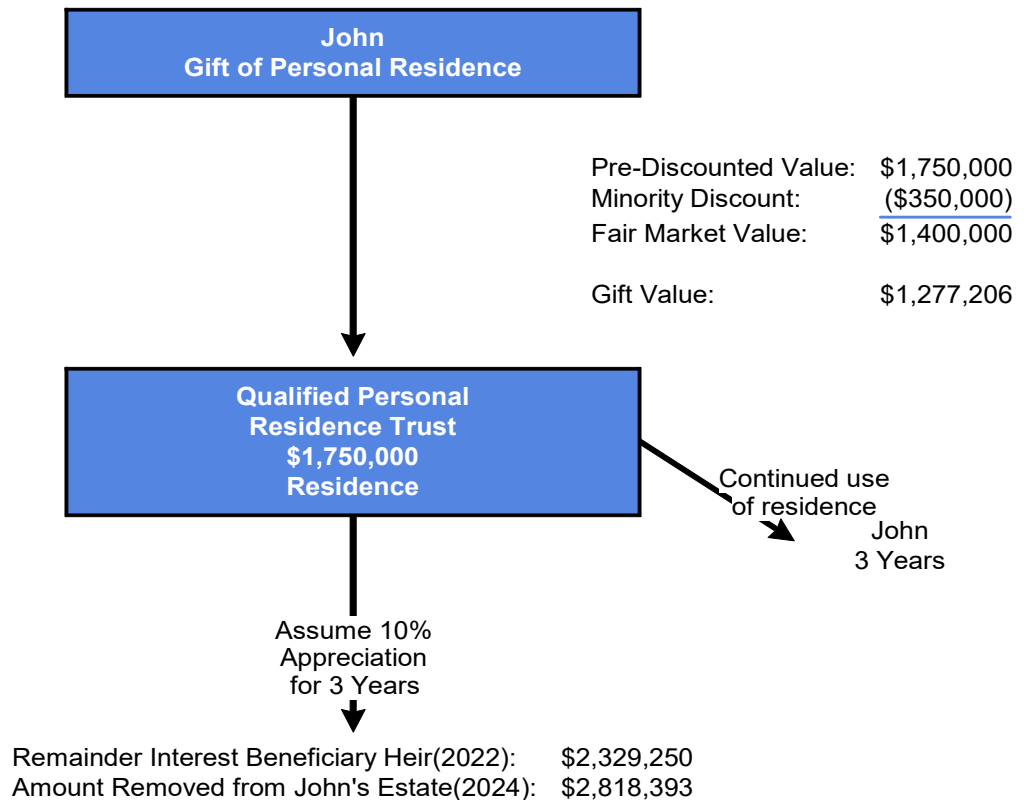 John
Gift of Personal Residence
Pre-Discounted Value: $1,750,000
Minority Discount: ($350,000)
Fair Market Value: $1,400,000
Gift Value: $1,277,206
Qualified Personal
Residence Trust
$1,750,000
Residence
Continued use
of residence
John
3 Years
Assume 10%
Appreciation
for 3 Years
Remainder Interest Beneficiary Heir(2022): $2,329,250
Amount Removed from John's Estate(2024): $2,818,393